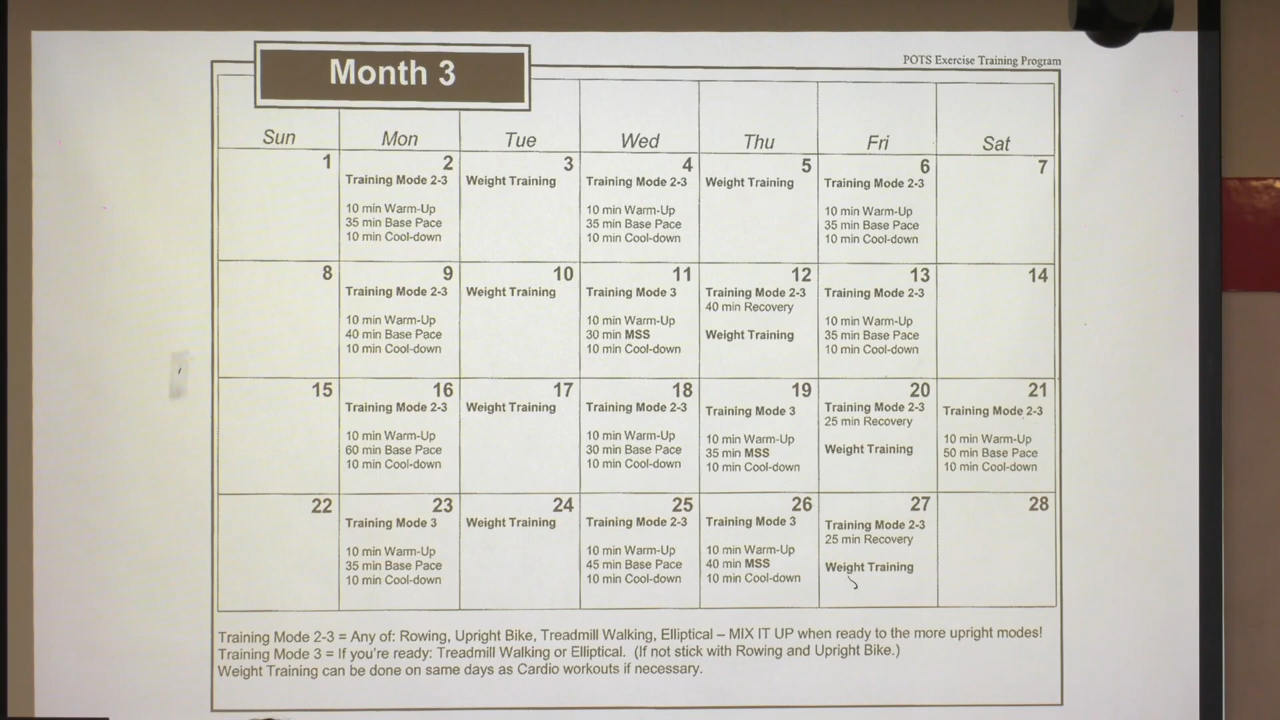 Month 3
POTS Exercise Training Program
Sun Mon Tue Wed Thu Fri Sat
1
2
Training Mode 2-3
10 min Warm-Up
35 min Base Pace
10 min Cool-down
3
Weight Training
4
Training Mode 2-3
10 min Warm-Up
35 min Base Pace
10 min Cool-down
5
Weight Training
6
Training Mode 2-3
10 min Warm-Up
35 min Base Pace
10 min Cool-down
7
8
9
Training Mode 2-3
10 min Warm-Up
40 min Base Pace
10 min Cool-down
10
Weight Training
11
Training Mode 3
10 min Warm-Up
30 min MSS
10 min Cool-down
12
Training Mode 2-3
40 min Recovery
Weight Training
13
Training Mode 2-3
10 min Warm-Up
35 min Base Pace
10 min Cool-down
14
15
16
Training Mode 2-3
10 min Warm-Up
60 min Base Pace
10 min Cool-down
17
Weight Training
18
Training Mode 2-3
10 min Warm-Up
30 min Base Pace
10 min Cool-down
19
Training Mode 3
10 min Warm-Up
35 min MSS
10 min Cool-down
20
Training Mode 2-3
25 min Recovery
Weight Training
21
Training Mode 2-3
10 min Warm-Up
50 min Base Pace
10 min Cool-down
22
23
Training Mode 3
10 min Warm-Up
35 min Base Pace
10 min Cool-down
24
Weight Training
25
Training Mode 2-3
10 min Warm-Up
45 min Base Pace
10 min Cool-down
26
Training Mode 3
10 min Warm-Up
40 min MSS
10 min Cool-down
27
Training Mode 2-3
25 min Recovery
Weight Training
28
Training Mode 2-3 = Any of: Rowing, Upright Bike, Treadmill Walking, Elliptical – MIX IT UP when ready to the more upright modes!
Training Mode 3 = If you're ready: Treadmill Walking or Elliptical. (If not stick with Rowing and Upright Bike.)
Weight Training can be done on same days as Cardio workouts if necessary.